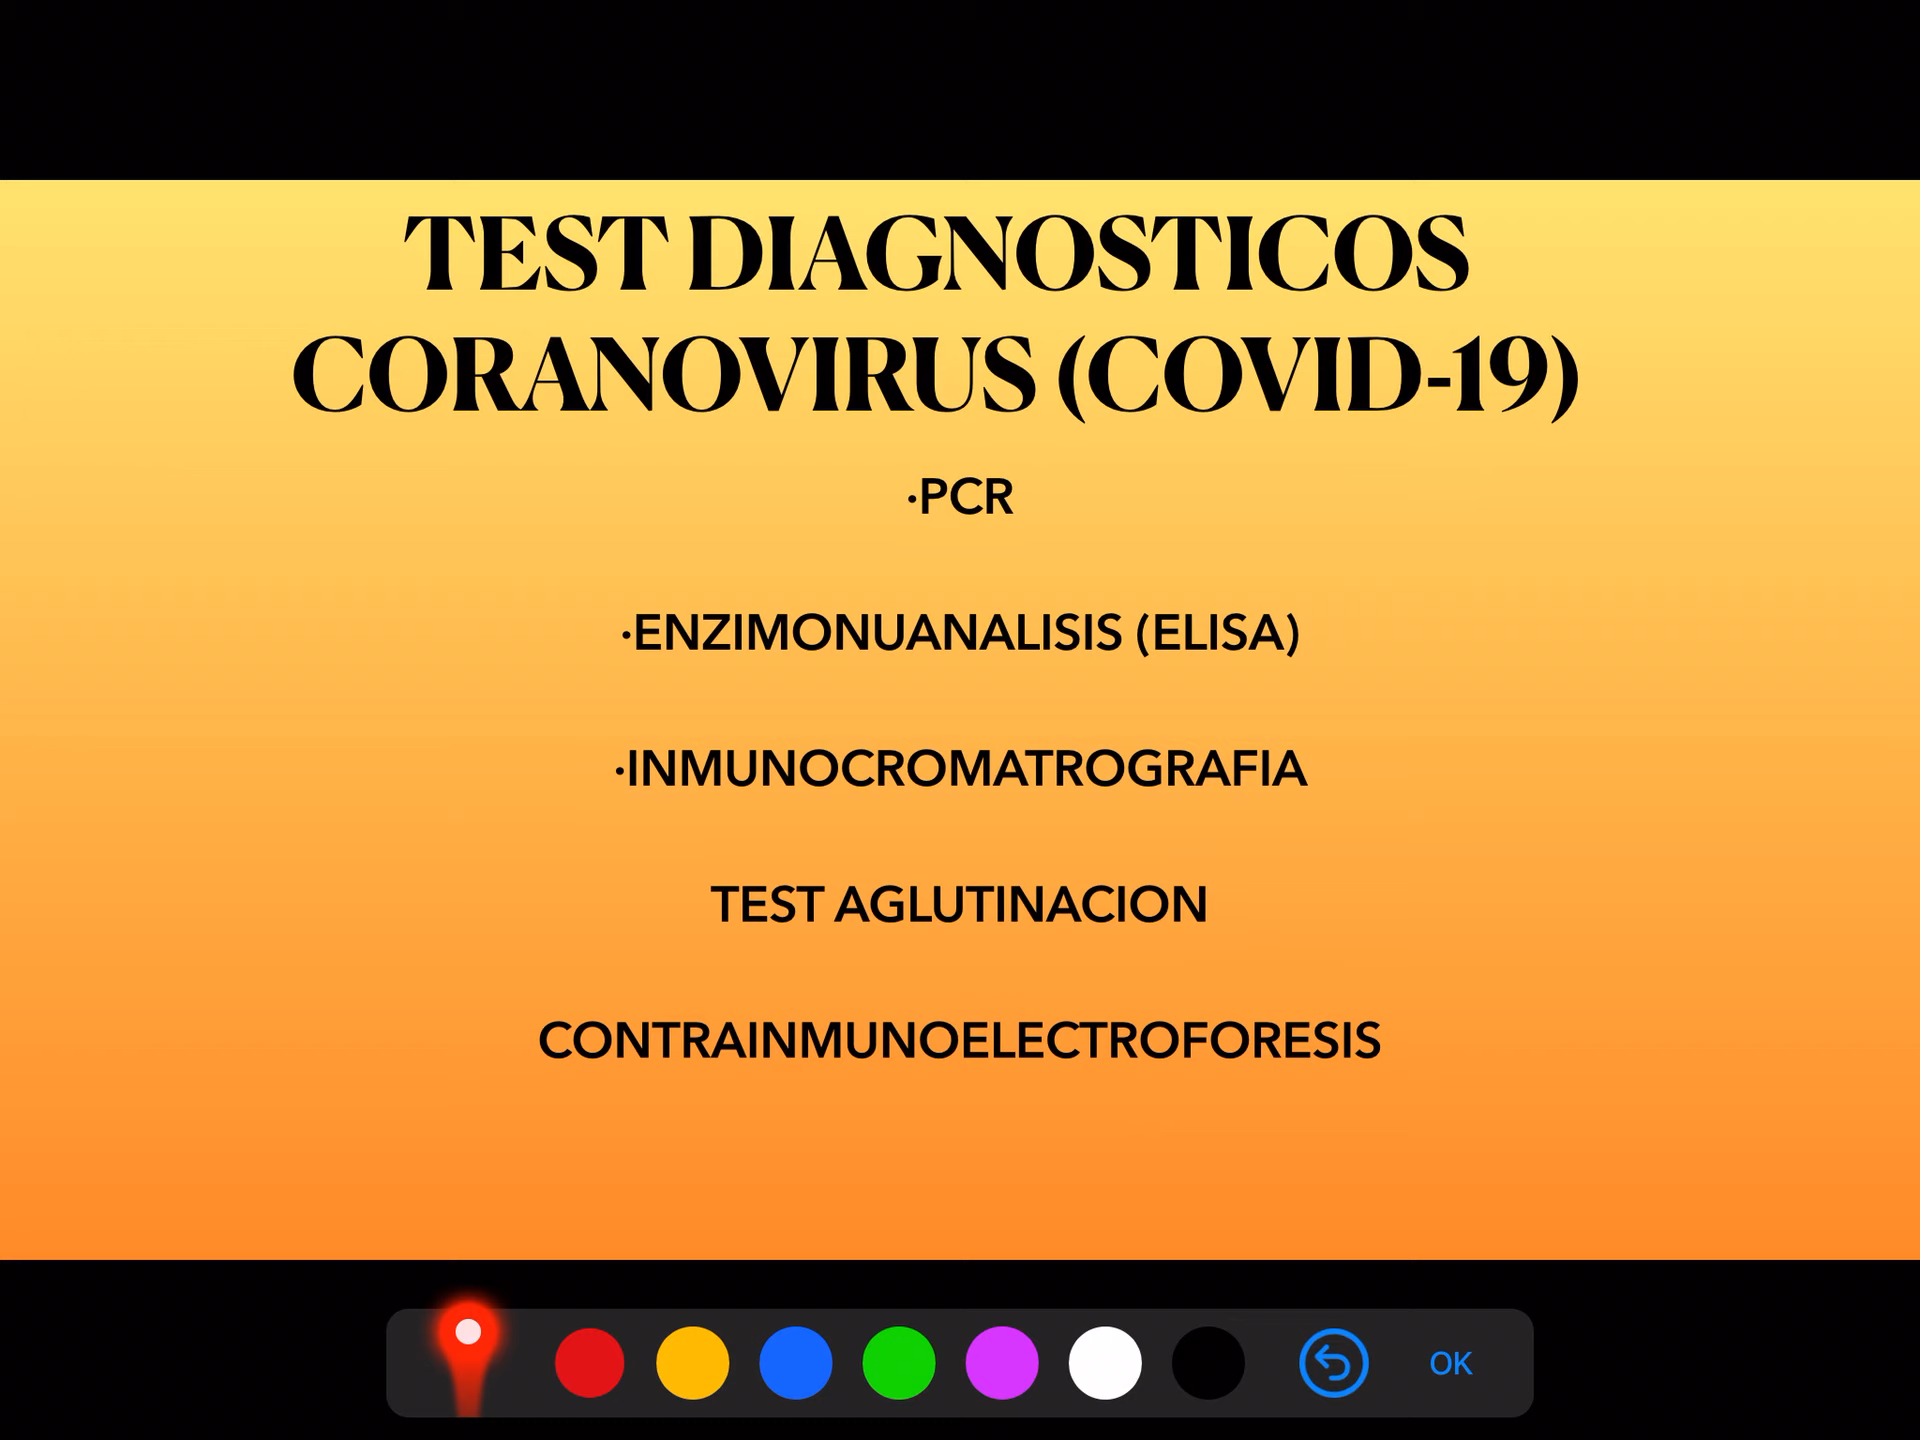 TEST DIAGNOSTICOS
CORANOVIRUS (COVID-19)
·PCR
·ENZIMONUANALISIS (ELISA)
·INMUNOCROMATROGRAFIA
TEST AGLUTINACION
CONTRAINMUNOELECTROFORESIS
OK